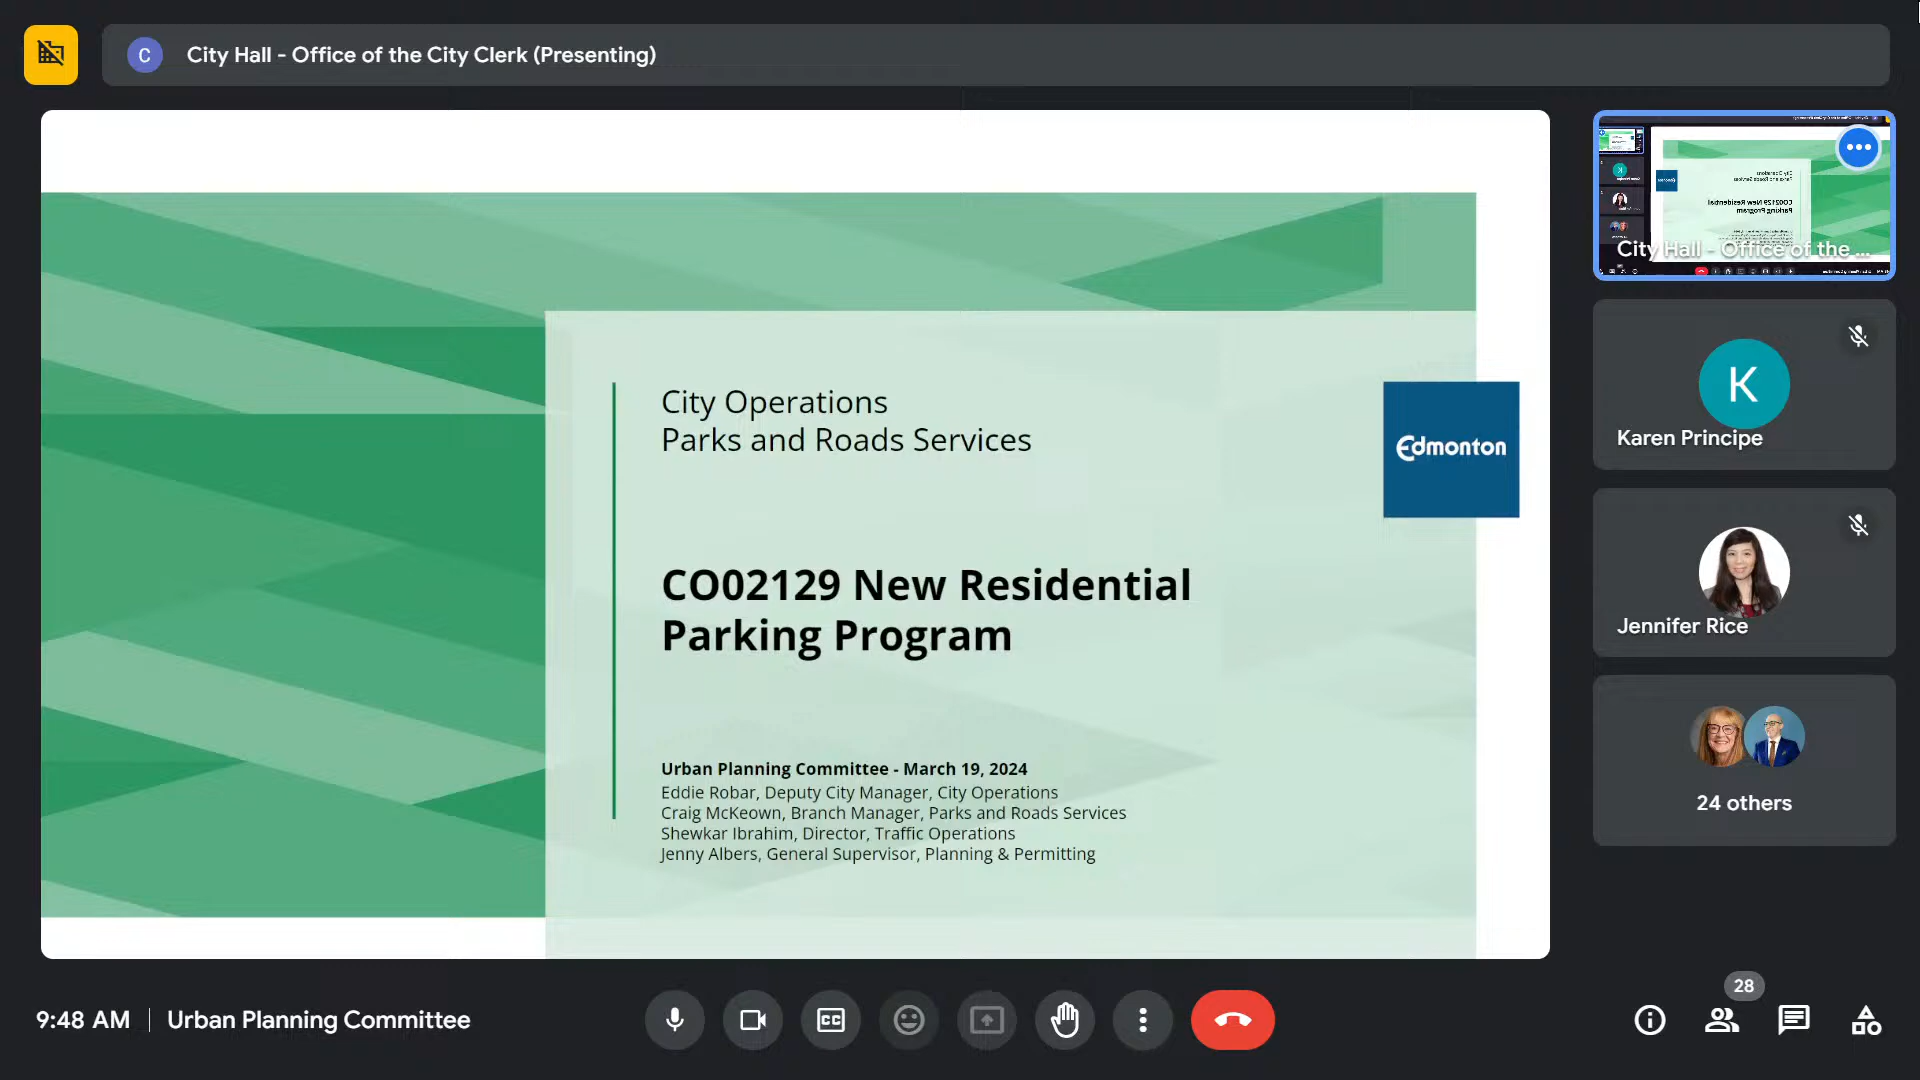 C
City Hall - Office of the City Clerk (Presenting)
City Operations
Parks and Roads Services
Edmonton
CO02129 New Residential
Parking Program
Urban Planning Committee - March 19, 2024
Eddie Robar, Deputy City Manager, City Operations
Craig McKeown, Branch Manager, Parks and Roads Services
Shewkar Ibrahim, Director, Traffic Operations
Jenny Albers, General Supervisor, Planning & Permitting
City Hall - Office of the ...
K
Karen Principe
Jennifer Rice
24 others
9:48 AM
Urban Planning Committee
CC
28